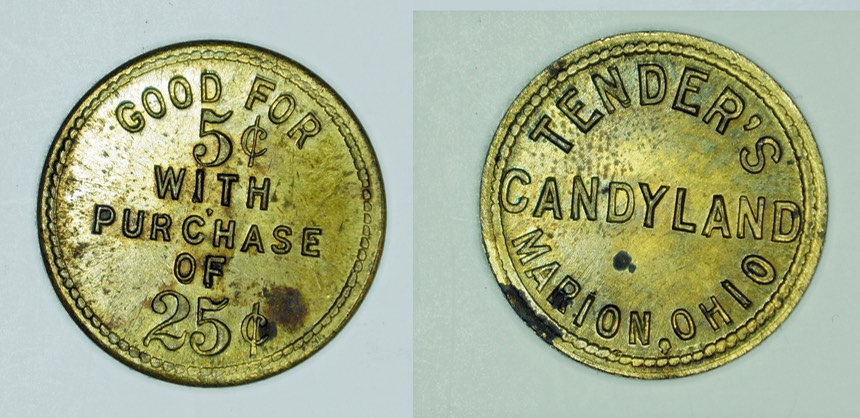 GOOD FOR
5¢
WITH
PURCHASE
OF
25¢
TENDER'S
CANDYLAND
MARION, OHIO